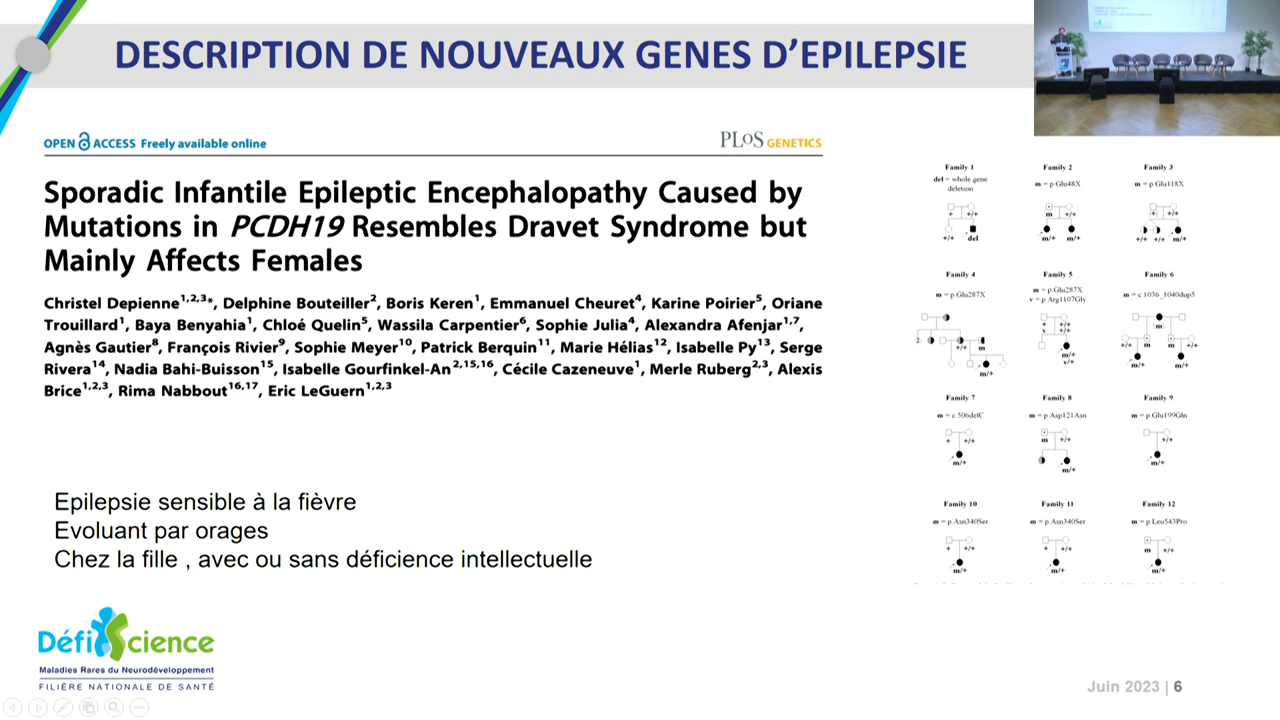 DESCRIPTION DE NOUVEAUX GENES D'EPILEPSIE
OPEN ACCESS Freely available online
PLoS GENETICS
Sporadic Infantile Epileptic Encephalopathy Caused by
Mutations in PCDH19 Resembles Dravet Syndrome but
Mainly Affects Females
Christel Depienne1,2,3*, Delphine Bouteiller2, Boris Keren1, Emmanuel Cheuret4, Karine Poirier5, Oriane
Trouillard1, Baya Benyahia1, Chloé Quelin5, Wassila Carpentier6, Sophie Julia4, Alexandra Afenjar1,7,
Agnès Gautier8, François Rivier9, Sophie Meyer10, Patrick Berquin11, Marie Hélias12, Isabelle Py13, Serge
Rivera14, Nadia Bahi-Buisson15, Isabelle Gourfinkel-An2,15,16, Cécile Cazeneuve1, Merle Ruberg2,3, Alexis
Brice1,2,3, Rima Nabbout16,17, Eric LeGuern1,2,3
Epilepsie sensible à la fièvre
Evoluant par orages
Chez la fille , avec ou sans déficience intellectuelle
Family 1
del = whole gene
deletion
+ +/+
+/+ del
Family 2
m = p.Glu48X
m +/+
m/+ m/+
Family 3
m = p.Glu118X
+ +/+
+/+ +/+ m/+
Family 4
m = p.Glu287X
+/+ m
m/+
Family 5
m = p.Glu287X
v = p.Arg1107Gly
+ +/+
v +/+
m/+
v/+
Family 6
m = c.1036_1040dup5
m
+/+ m m +/+
m/+ m/+
Family 7
m = c.506delC
+ +/+
m/+
Family 8
m = p.Asp121Asn
m +/+
m/+
Family 9
m = p.Glu199Gln
+/+
m/+
Family 10
m = p.Asn340Ser
+ +/+
m/+
Family 11
m = p.Asn340Ser
+ +/+
m/+
Family 12
m = p.Leu543Pro
m +/+
m/+
DéfiScience
Maladies Rares du Neurodéveloppement
FILIÈRE NATIONALE DE SANTÉ
Juin 2023 | 6